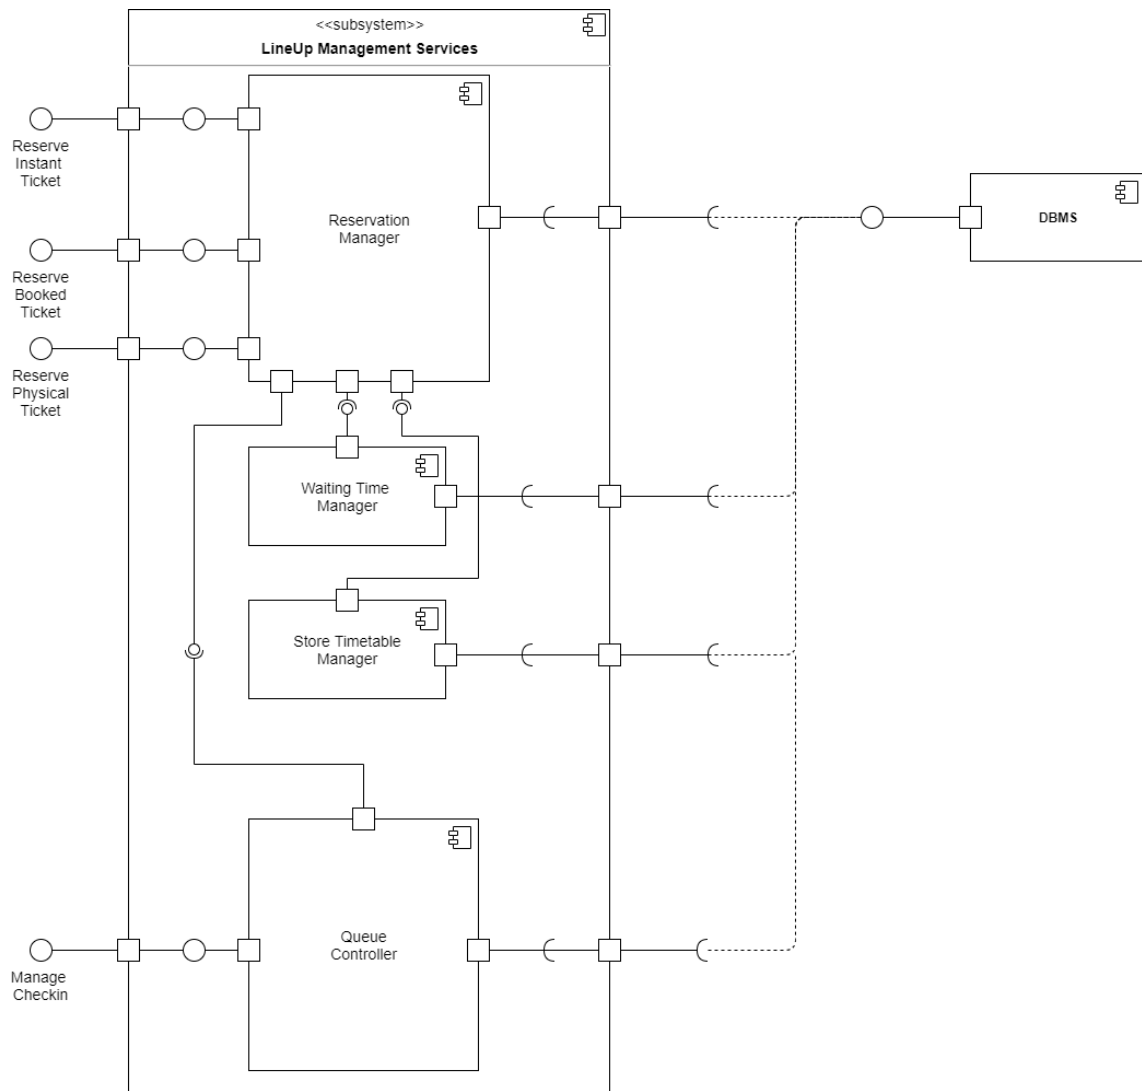 <<subsystem>>
LineUp Management Services
Reserve
Instant
Ticket
Reservation
Manager
DBMS
Reserve
Booked
Ticket
Reserve
Physical
Ticket
Waiting Time
Manager
Store Timetable
Manager
Queue
Controller
Manage
Checkin